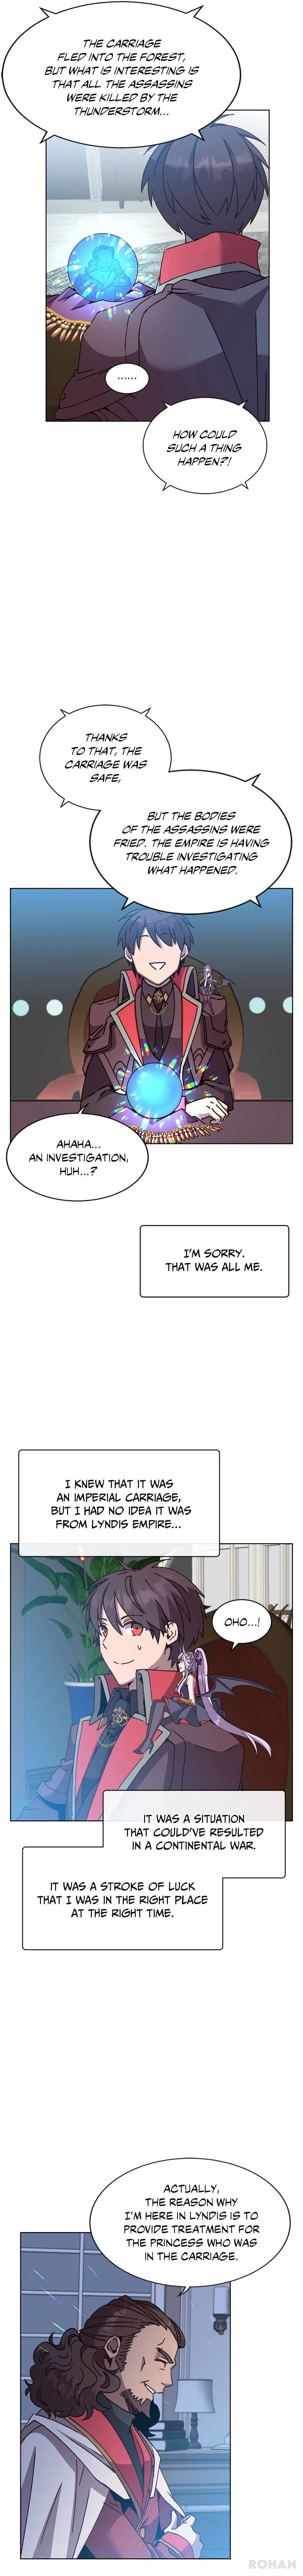 THE CARRIAGE
FLED INTO THE FOREST,
BUT WHAT IS INTERESTING IS
THAT ALL THE ASSASSINS
WERE KILLED BY THE
THUNDERSTORM...
......
HOW COULD
SUCH A THING
HAPPEN?!
THANKS
TO THAT, THE
CARRIAGE WAS
SAFE,
BUT THE BODIES
OF THE ASSASSINS WERE
FRIED. THE EMPIRE IS HAVING
TROUBLE INVESTIGATING
WHAT HAPPENED.
AHAHA...
AN INVESTIGATION,
HUH...?
I'M SORRY.
THAT WAS ALL ME.
I KNEW THAT IT WAS
AN IMPERIAL CARRIAGE,
BUT I HAD NO IDEA IT WAS
FROM LYNDIS EMPIRE...
OHO...!
IT WAS A SITUATION
THAT COULD'VE RESULTED
IN A CONTINENTAL WAR.
IT WAS A STROKE OF LUCK
THAT I WAS IN THE RIGHT PLACE
AT THE RIGHT TIME.
ACTUALLY,
THE REASON WHY
I'M HERE IN LYNDIS IS TO
PROVIDE TREATMENT FOR
THE PRINCESS WHO WAS
IN THE CARRIAGE.
ROHAN